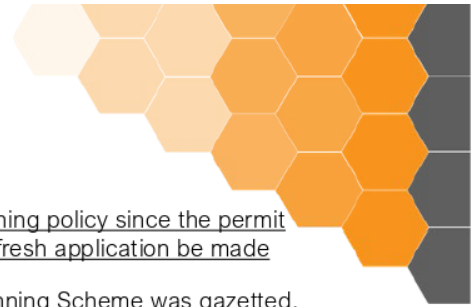 ning policy since the permit
fresh application be made
nning Scheme was gazetted.